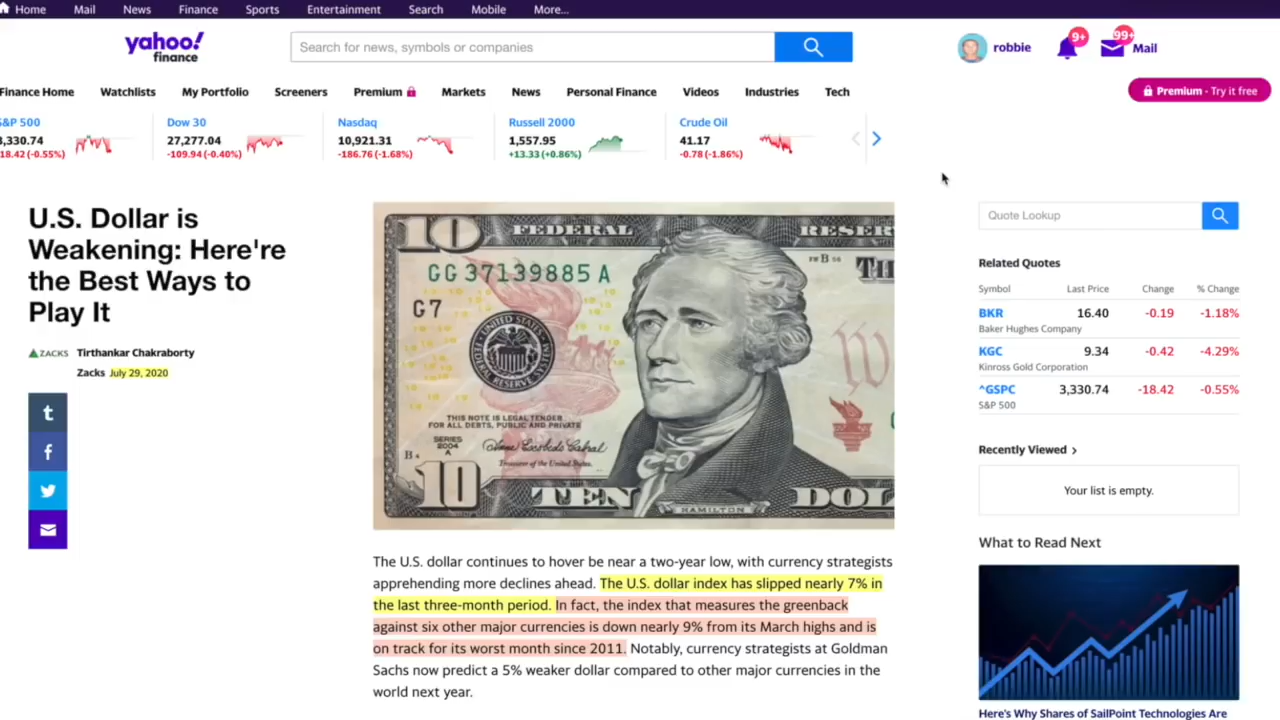 Home Mail News Finance Sports Entertainment Search Mobile More...
yahoo!
finance
Search for news, symbols or companies
robbie
9+
99+
Mail
Finance Home Watchlists My Portfolio Screeners Premium Markets News Personal Finance Videos Industries Tech
Premium - Try it free
S&P 500
3,330.74
-18.42 (-0.55%)
Dow 30
27,277.04
-109.94 (-0.40%)
Nasdaq
10,921.31
-186.76 (-1.68%)
Russell 2000
1,557.95
+13.33 (+0.86%)
Crude Oil
41.17
-0.78 (-1.86%)
U.S. Dollar is
Weakening: Here're
the Best Ways to
Play It
ZACKS Tirthankar Chakraborty
Zacks July 29, 2020
10 FEDERAL RESER
FW B
TH
GG 37139885 A
G7
UNITED STATES
FEDERAL RESERVE SYSTEM
THIS NOTE IS LEGAL TENDER
FOR ALL DEBTS, PUBLIC AND PRIVATE
SERIES
2004
A
Treasurer of the United States.
10 TEN DOL
HAMILTON
The U.S. dollar continues to hover be near a two-year low, with currency strategists
apprehending more declines ahead. The U.S. dollar index has slipped nearly 7% in
the last three-month period. In fact, the index that measures the greenback
against six other major currencies is down nearly 9% from its March highs and is
on track for its worst month since 2011. Notably, currency strategists at Goldman
Sachs now predict a 5% weaker dollar compared to other major currencies in the
world next year.
Quote Lookup
Related Quotes
Symbol Last Price Change % Change
BKR 16.40 -0.19 -1.18%
Baker Hughes Company
KGC 9.34 -0.42 -4.29%
Kinross Gold Corporation
^GSPC 3,330.74 -18.42 -0.55%
S&P 500
Recently Viewed
Your list is empty.
What to Read Next
Here's Why Shares of SailPoint Technologies Are